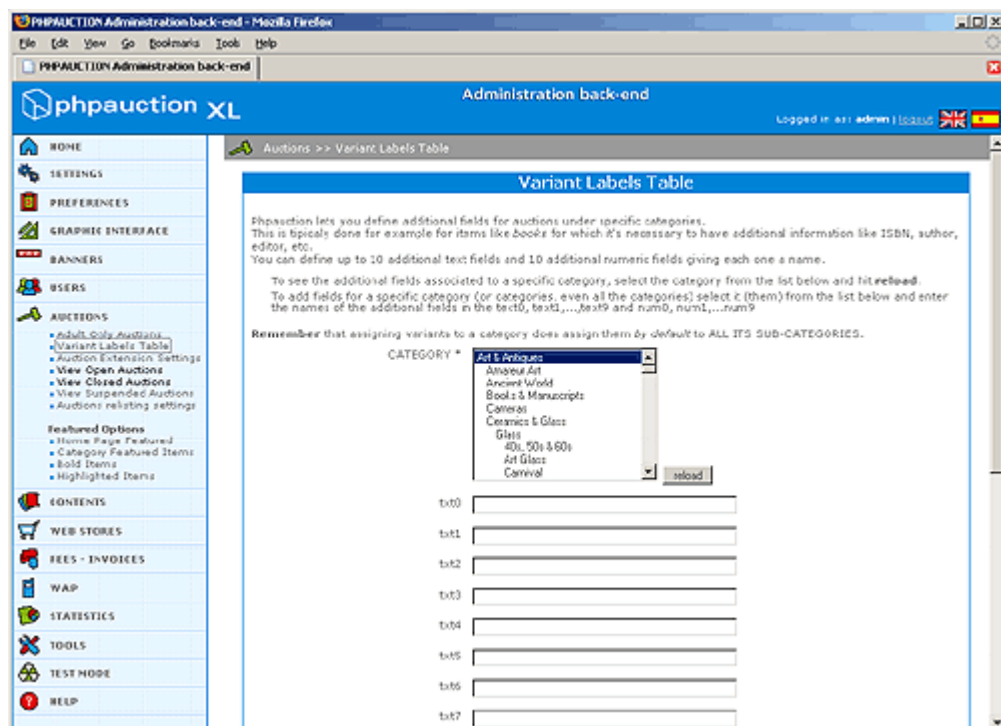 PHPAUCTION Administration back-end - Mozilla Firefox
File Edit View Go Bookmarks Tools Help
PHPAUCTION Administration back-end
phpauction XL
Administration back-end
Logged in as: admin | logout
HOME
SETTINGS
PREFERENCES
GRAPHIC INTERFACE
BANNERS
USERS
AUCTIONS
Adult Only Auctions
Variant Labels Table
Auction Extension Settings
View Open Auctions
View Closed Auctions
View Suspended Auctions
Auctions relisting settings
Featured Options
Home Page Featured
Category Featured Items
Bold Items
Highlighted Items
CONTENTS
WEB STORES
FEES - INVOICES
WAP
STATISTICS
TOOLS
TEST MODE
HELP
Auctions >> Variant Labels Table
Variant Labels Table
Phpauction lets you define additional fields for auctions under specific categories.
This is tipicaly done for example for items like books for which it's necessary to have additional information like ISBN, author,
editor, etc.
You can define up to 10 additional text fields and 10 additional numeric fields giving each one a name.
To see the additional fields associated to a specific category, select the category from the list below and hit reload.
To add fields for a specific category (or categories, even all the categories) select it (them) from the list below and enter
the names of the additional fields in the text0, text1,...,text9 and num0, num1,...num9
Remember that assigning variants to a category does assign them by default to ALL ITS SUB-CATEGORIES.
CATEGORY *
Art & Antiques
Amateur Art
Ancient World
Books & Manuscripts
Cameras
Ceramics & Glass
Glass
40s, 50s & 60s
Art Glass
Carnival
reload
txt0
txt1
txt2
txt3
txt4
txt5
txt6
txt7